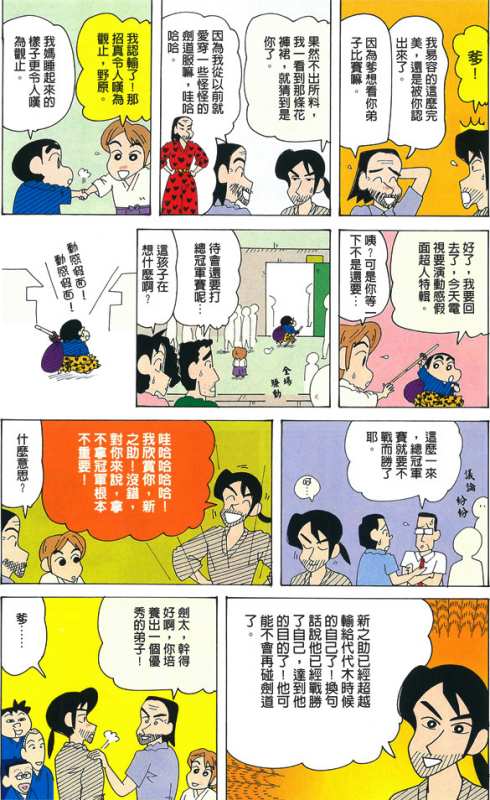 爹！
我易容的這麼完
美，還是被你認
出來了。
因為爹想看你弟
子比賽嘛。
果然不出所料，
我一看到那條花
褲裙，就猜到是
你了。
因為我從以前就
愛穿一些怪怪的
劍道服嘛，哇哈
哈哈。
我認輸了！那
招真令人嘆為
觀止，野原。
我媽睡起來的
樣子更令人嘆
為觀止。
好了，我要回
去了，今天電
視要演動感假
面超人特輯。
咦？可是你等一
下不是還要…
待會還要打
總冠軍賽呢…
這孩子在
想什麼啊？
全場
騷動
動感假面！
動感假面！
這麼一來
，總冠軍
賽就要不
戰而勝了
耶。
議論
紛紛
哼…
哇哈哈哈哈！
我欣賞你，新
之助！沒錯，
對你來說，拿
不拿冠軍根本
不重要！
什麼意思？
新之助已經超越
輸給代代木時候
的自己了！換句
話說他已經戰勝
了自己，達到他
的目的了！他可
能不會再碰劍道
了。
劍太，幹得
好啊，你培
養出一個優
秀的弟子！
爹……